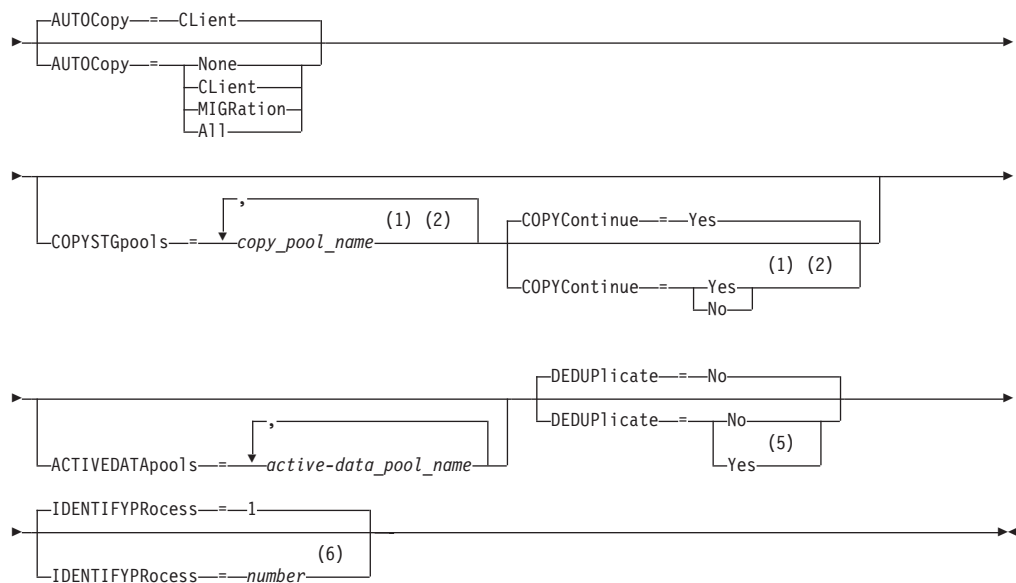 AUTOCopy = CLient
AUTOCopy = None
CLient
MIGRation
All
,
(1) (2)
COPYSTGpools = copy_pool_name
COPYContinue = Yes
(1) (2)
COPYContinue = Yes
No
,
ACTIVEDATApools = active-data_pool_name
DEDUPlicate = No
DEDUPlicate = No
(5)
Yes
IDENTIFYPRocess = 1
(6)
IDENTIFYPRocess = number